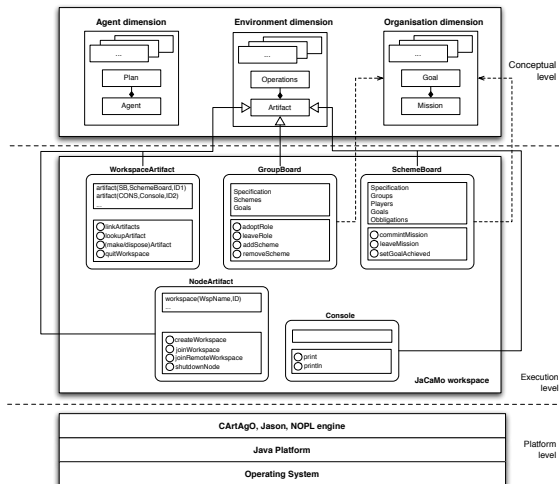 Agent dimension
Environment dimension
Organisation dimension
...
...
...
Plan
Operations
Goal
Agent
Artifact
Mission
Conceptual
level
WorkspaceArtifact
GroupBoard
SchemeBoard
artifact(SB,SchemeBoard,ID1)
artifact(CONS,Console,ID2)
...
linkArtifacts
lookupArtifact
(make/dispose)Artifact
quitWorkspace
Specification
Schemes
Goals
adoptRole
leaveRole
addScheme
removeScheme
Specification
Groups
Players
Goals
Obbligations
commintMission
leaveMission
setGoalAchieved
NodeArtifact
workspace(WspName,ID)
...
createWorkspace
joinWorkspace
joinRemoteWorkspace
shutdownNode
Console
print
println
JaCaMo workspace
Execution
level
CArtAgO, Jason, NOPL engine
Java Platform
Operating System
Platform
level